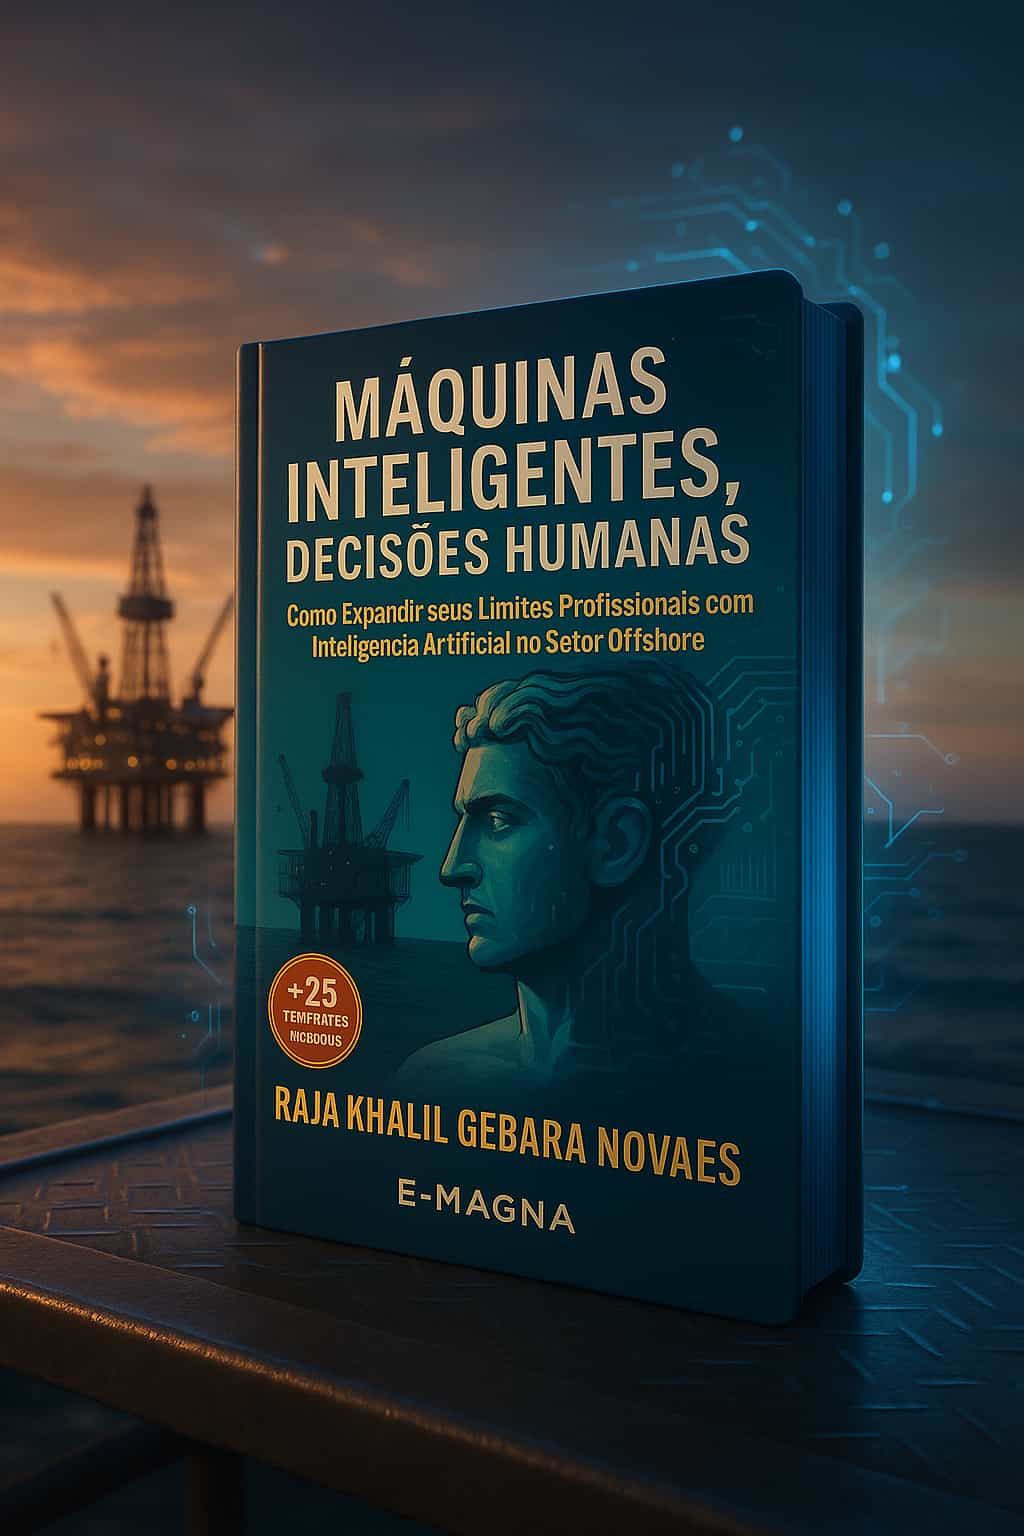 MÁQUINAS
INTELIGENTES,
DECISÕES HUMANAS
Como Expandir seus Limites Profissionais com
Inteligencia Artificial no Setor Offshore
+25
TEMFRATES
NICBDOUS
RAJA KHALIL GEBARA NOVAES
E-MAGNA